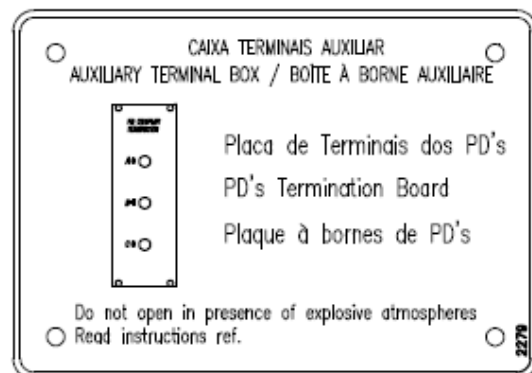 CAIXA TERMINAIS AUXILIAR
AUXILIARY TERMINAL BOX / BOÎTE À BORNE AUXILIAIRE
Placa de Terminais dos PD's
PD's Termination Board
Plaque à bornes de PD's
Do not open in presence of explosive atmospheres
Read instructions ref.
2279